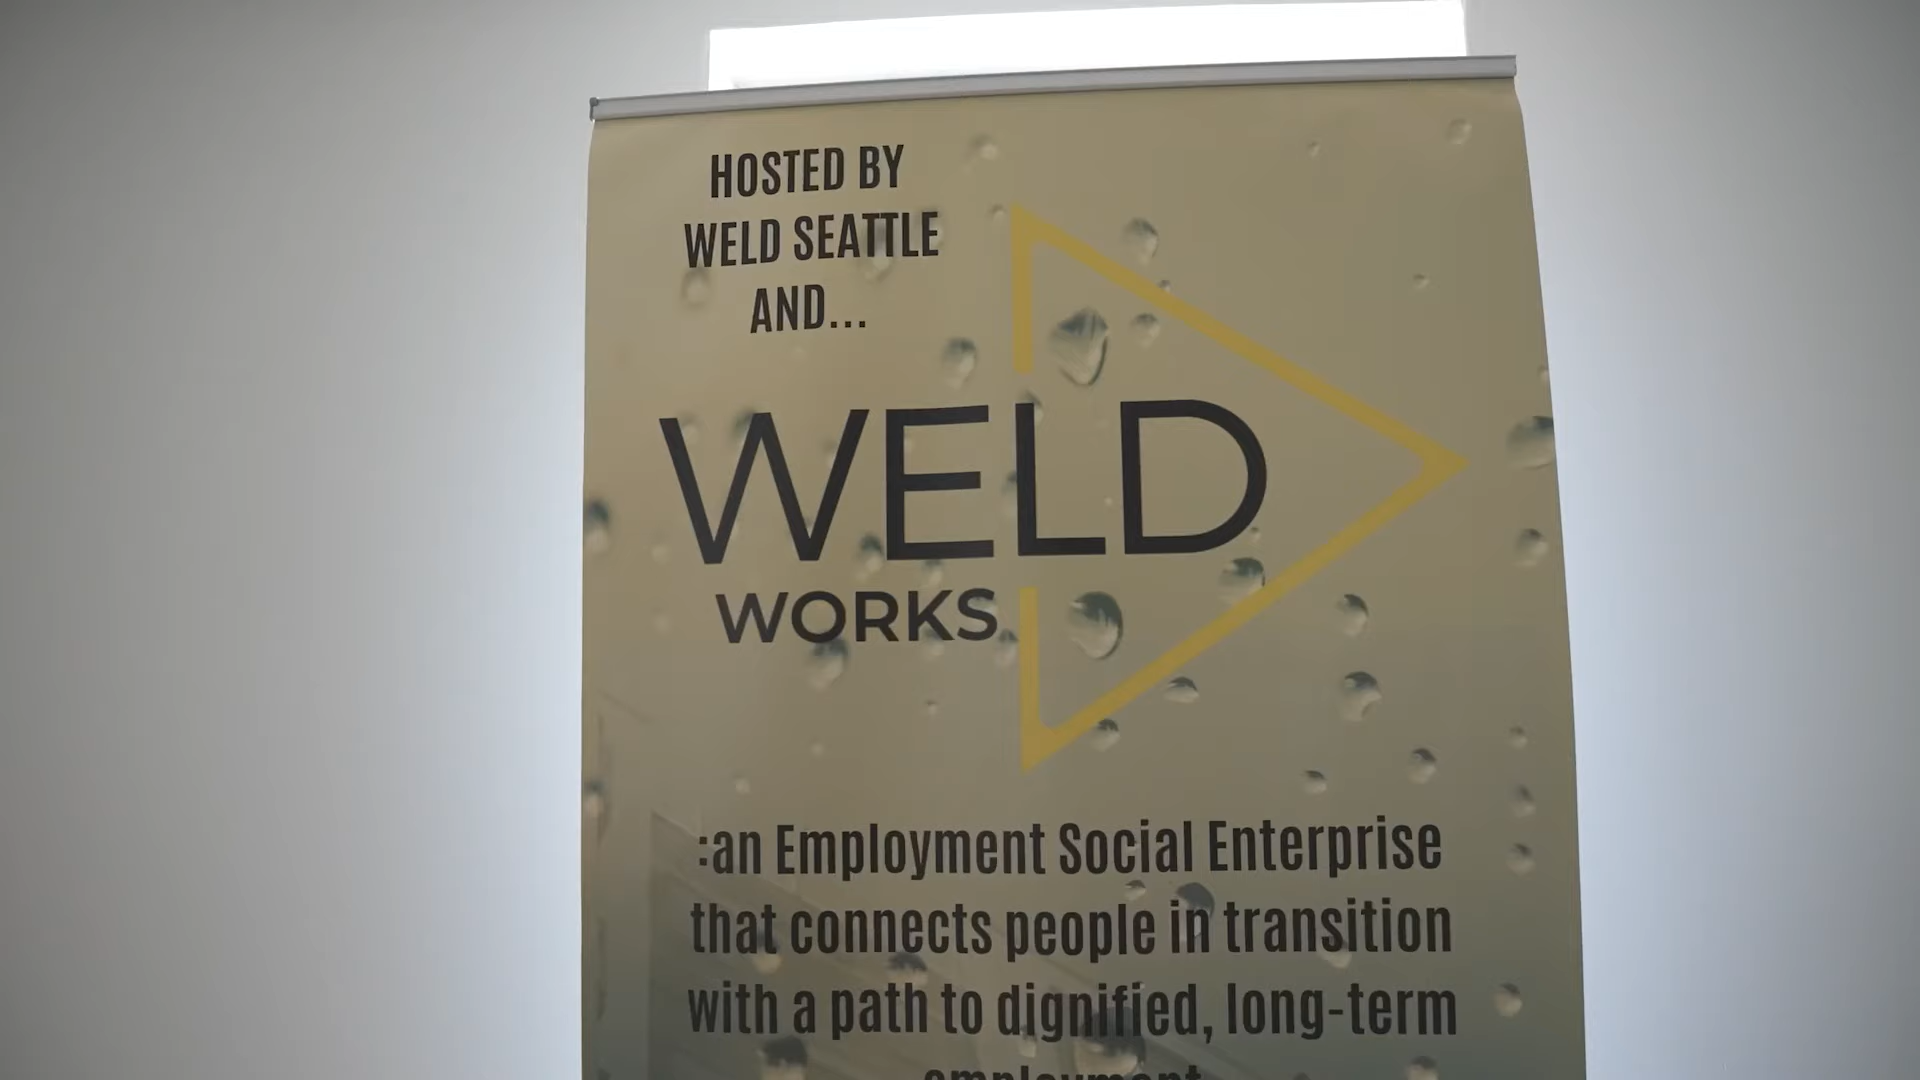 HOSTED BY
WELD SEATTLE
AND...
WELD
WORKS
:an Employment Social Enterprise
that connects people in transition
with a path to dignified, long-term
employment